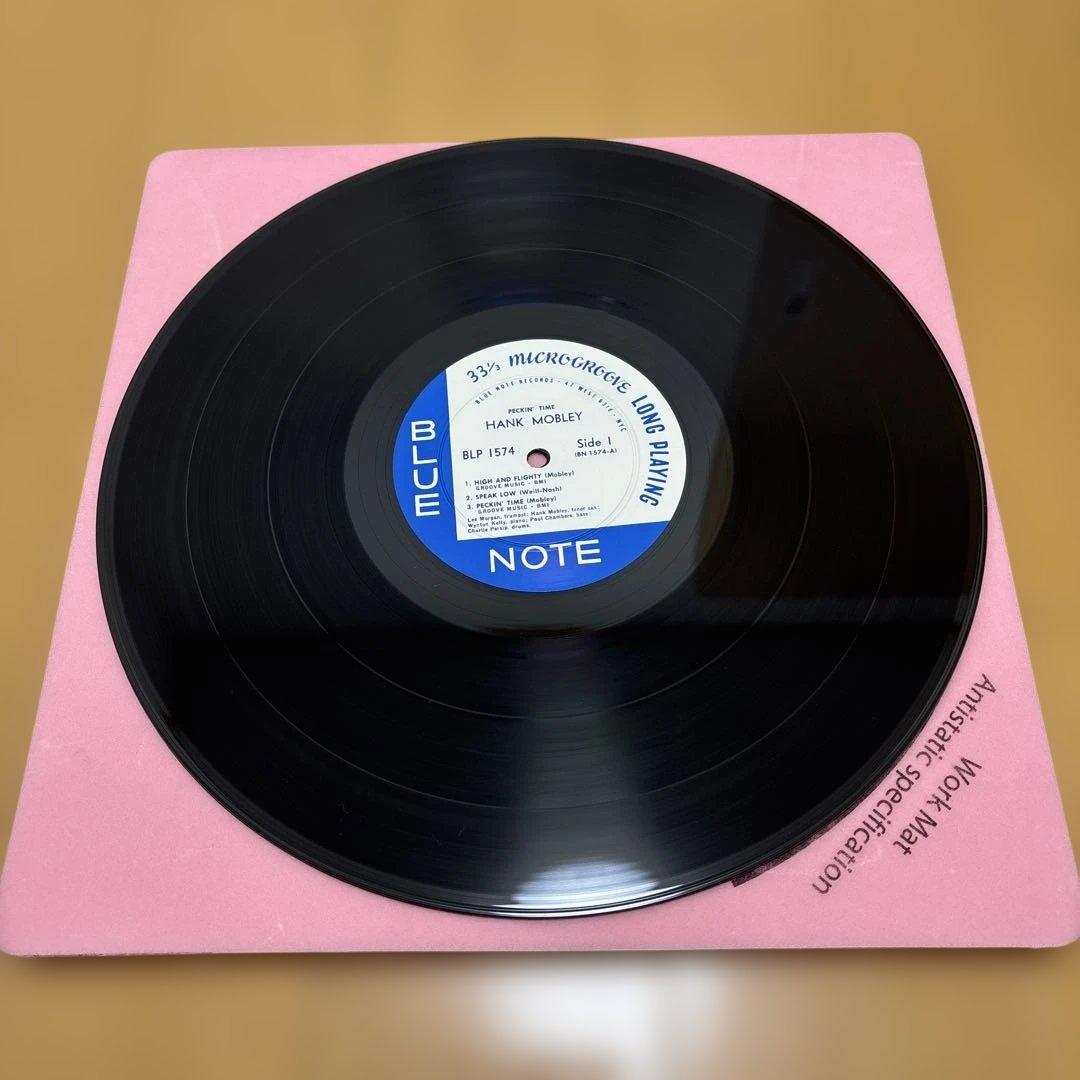 33⅓ MICROGROOVE LONG PLAYING
BLUE NOTE RECORDS · 47 WEST 63rd · NYC
PECKIN' TIME
HANK MOBLEY
BLP 1574
Side 1
(BN 1574-A)
1. HIGH AND FLIGHTY (Mobley)
GROOVE MUSIC - BMI
2. SPEAK LOW (Weill-Nash)
3. PECKIN' TIME (Mobley)
GROOVE MUSIC - BMI
Lee Morgan, trumpet; Hank Mobley, tenor sax;
Wynton Kelly, piano; Paul Chambers, bass;
Charlie Persip, drums.
BLUE
NOTE
Work Mat
Antistatic specification